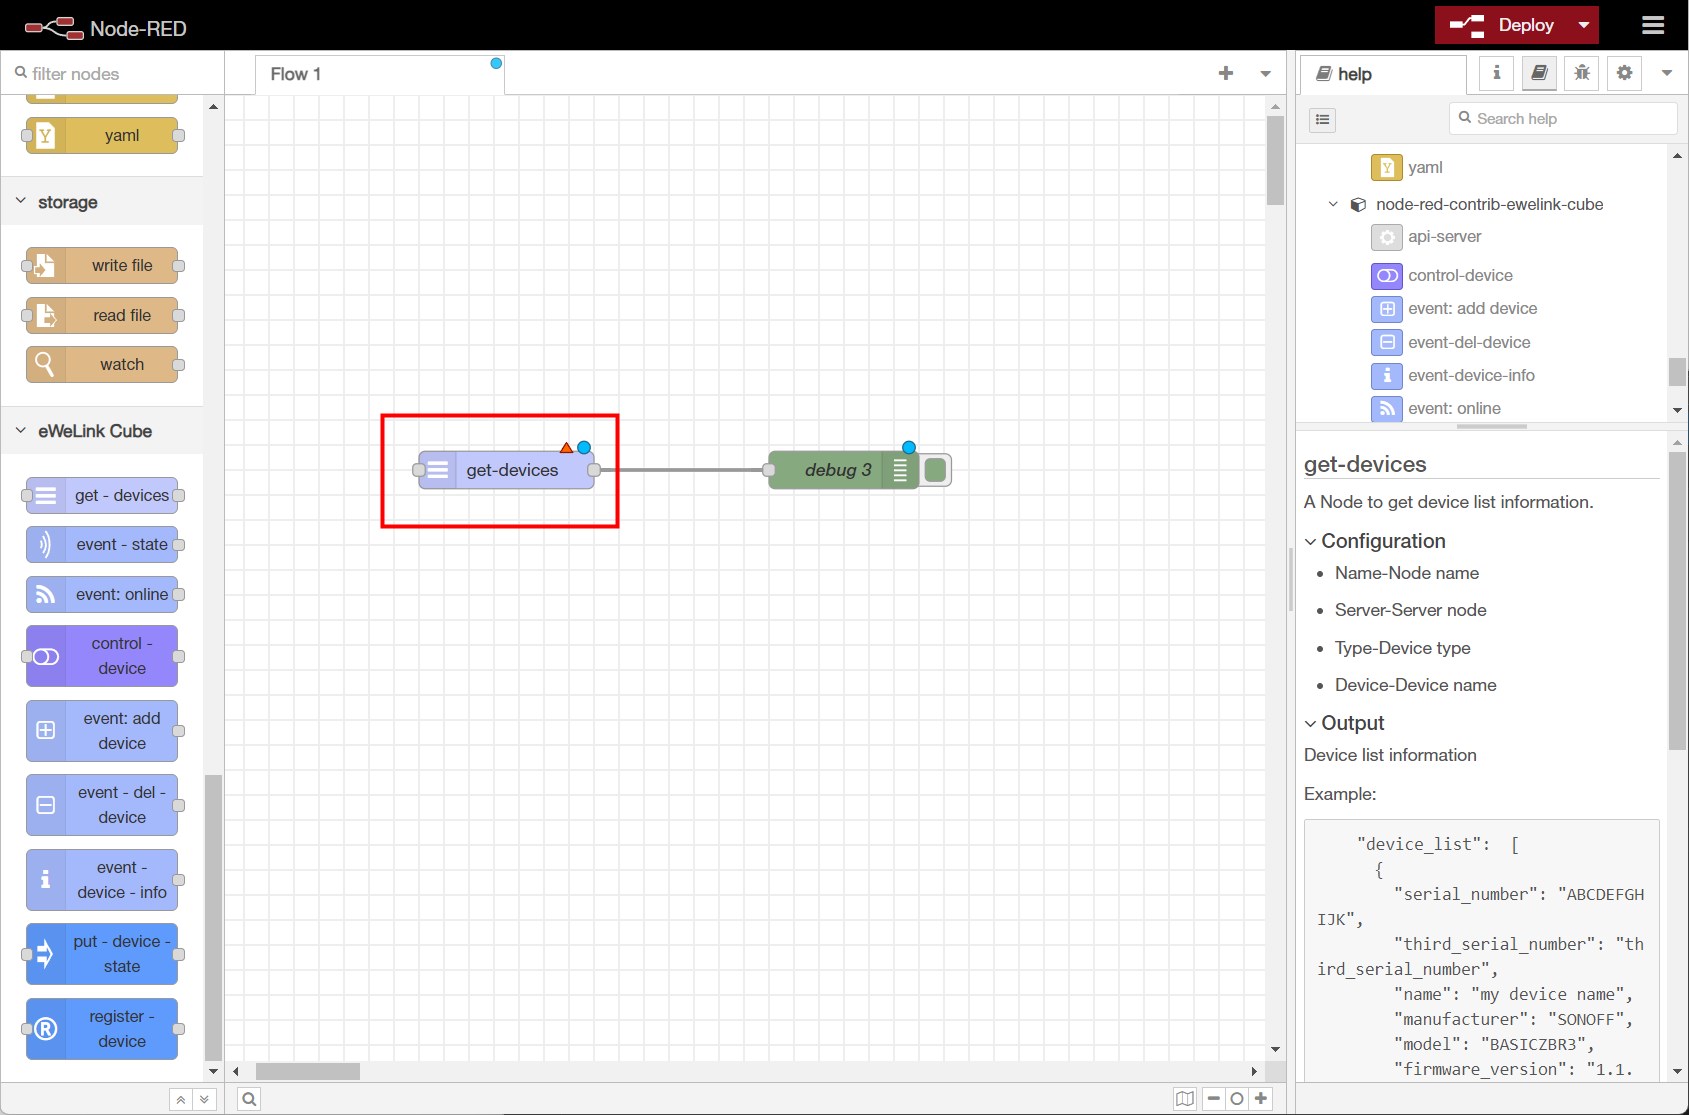 Node-RED
Deploy
filter nodes
Flow 1
help
Search help
yaml
storage
write file
read file
watch
eWeLink Cube
get - devices
event - state
event: online
control -
device
event: add
device
event - del -
device
event -
device - info
put - device -
state
register -
device
get-devices
debug 3
yaml
node-red-contrib-ewelink-cube
api-server
control-device
event: add device
event-del-device
event-device-info
event: online
get-devices
A Node to get device list information.
Configuration
Name-Node name
Server-Server node
Type-Device type
Device-Device name
Output
Device list information
Example:
"device_list":  [
{
"serial_number": "ABCDEFGH
IJK",
"third_serial_number": "th
ird_serial_number",
"name": "my device name",
"manufacturer": "SONOFF",
"model": "BASICZBR3",
"firmware_version": "1.1.